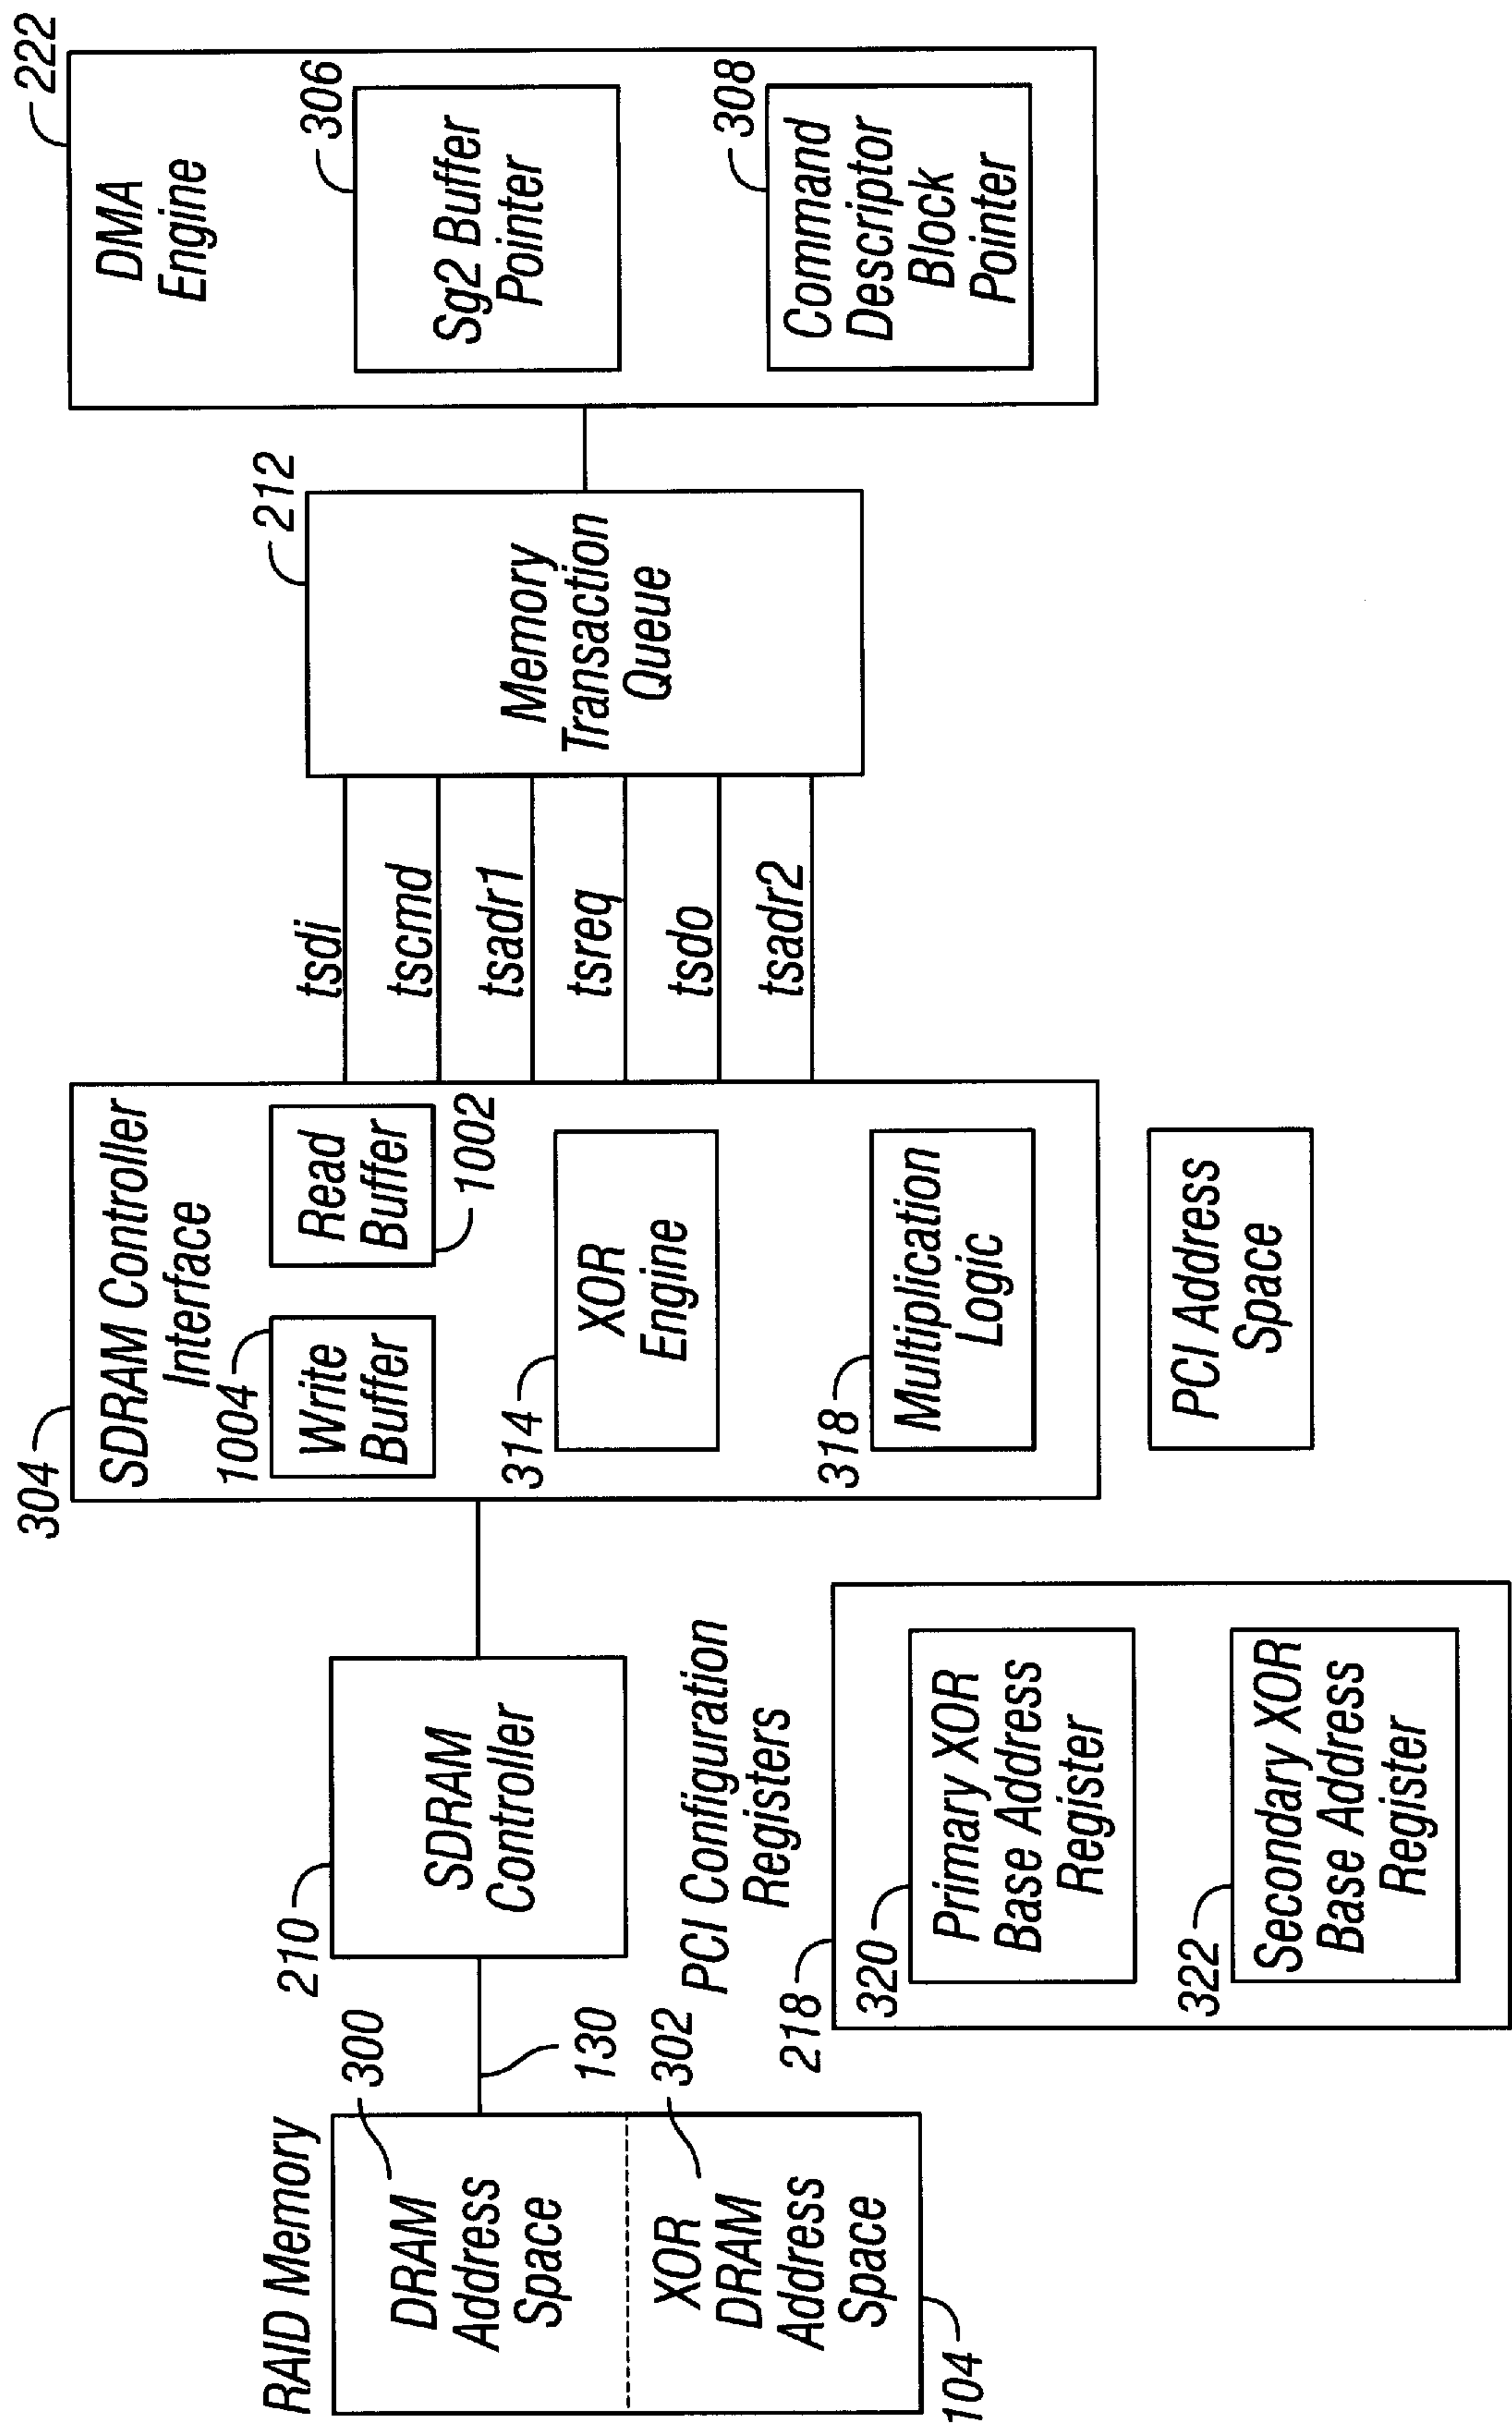 RAID Memory
DRAM
Address
Space
300
XOR
DRAM
Address
Space
302
104
130
210
SDRAM
Controller
PCI Configuration
Registers
218
320
Primary XOR
Base Address
Register
322
Secondary XOR
Base Address
Register
304
SDRAM Controller
Interface
1004
Write
Buffer
Read
Buffer
1002
314
XOR
Engine
318
Multiplication
Logic
PCI Address
Space
tsdi
tscmd
tsadr1
tsreq
tsdo
tsadr2
212
Memory
Transaction
Queue
222
DMA
Engine
306
Sg2 Buffer
Pointer
308
Command
Descriptor
Block
Pointer